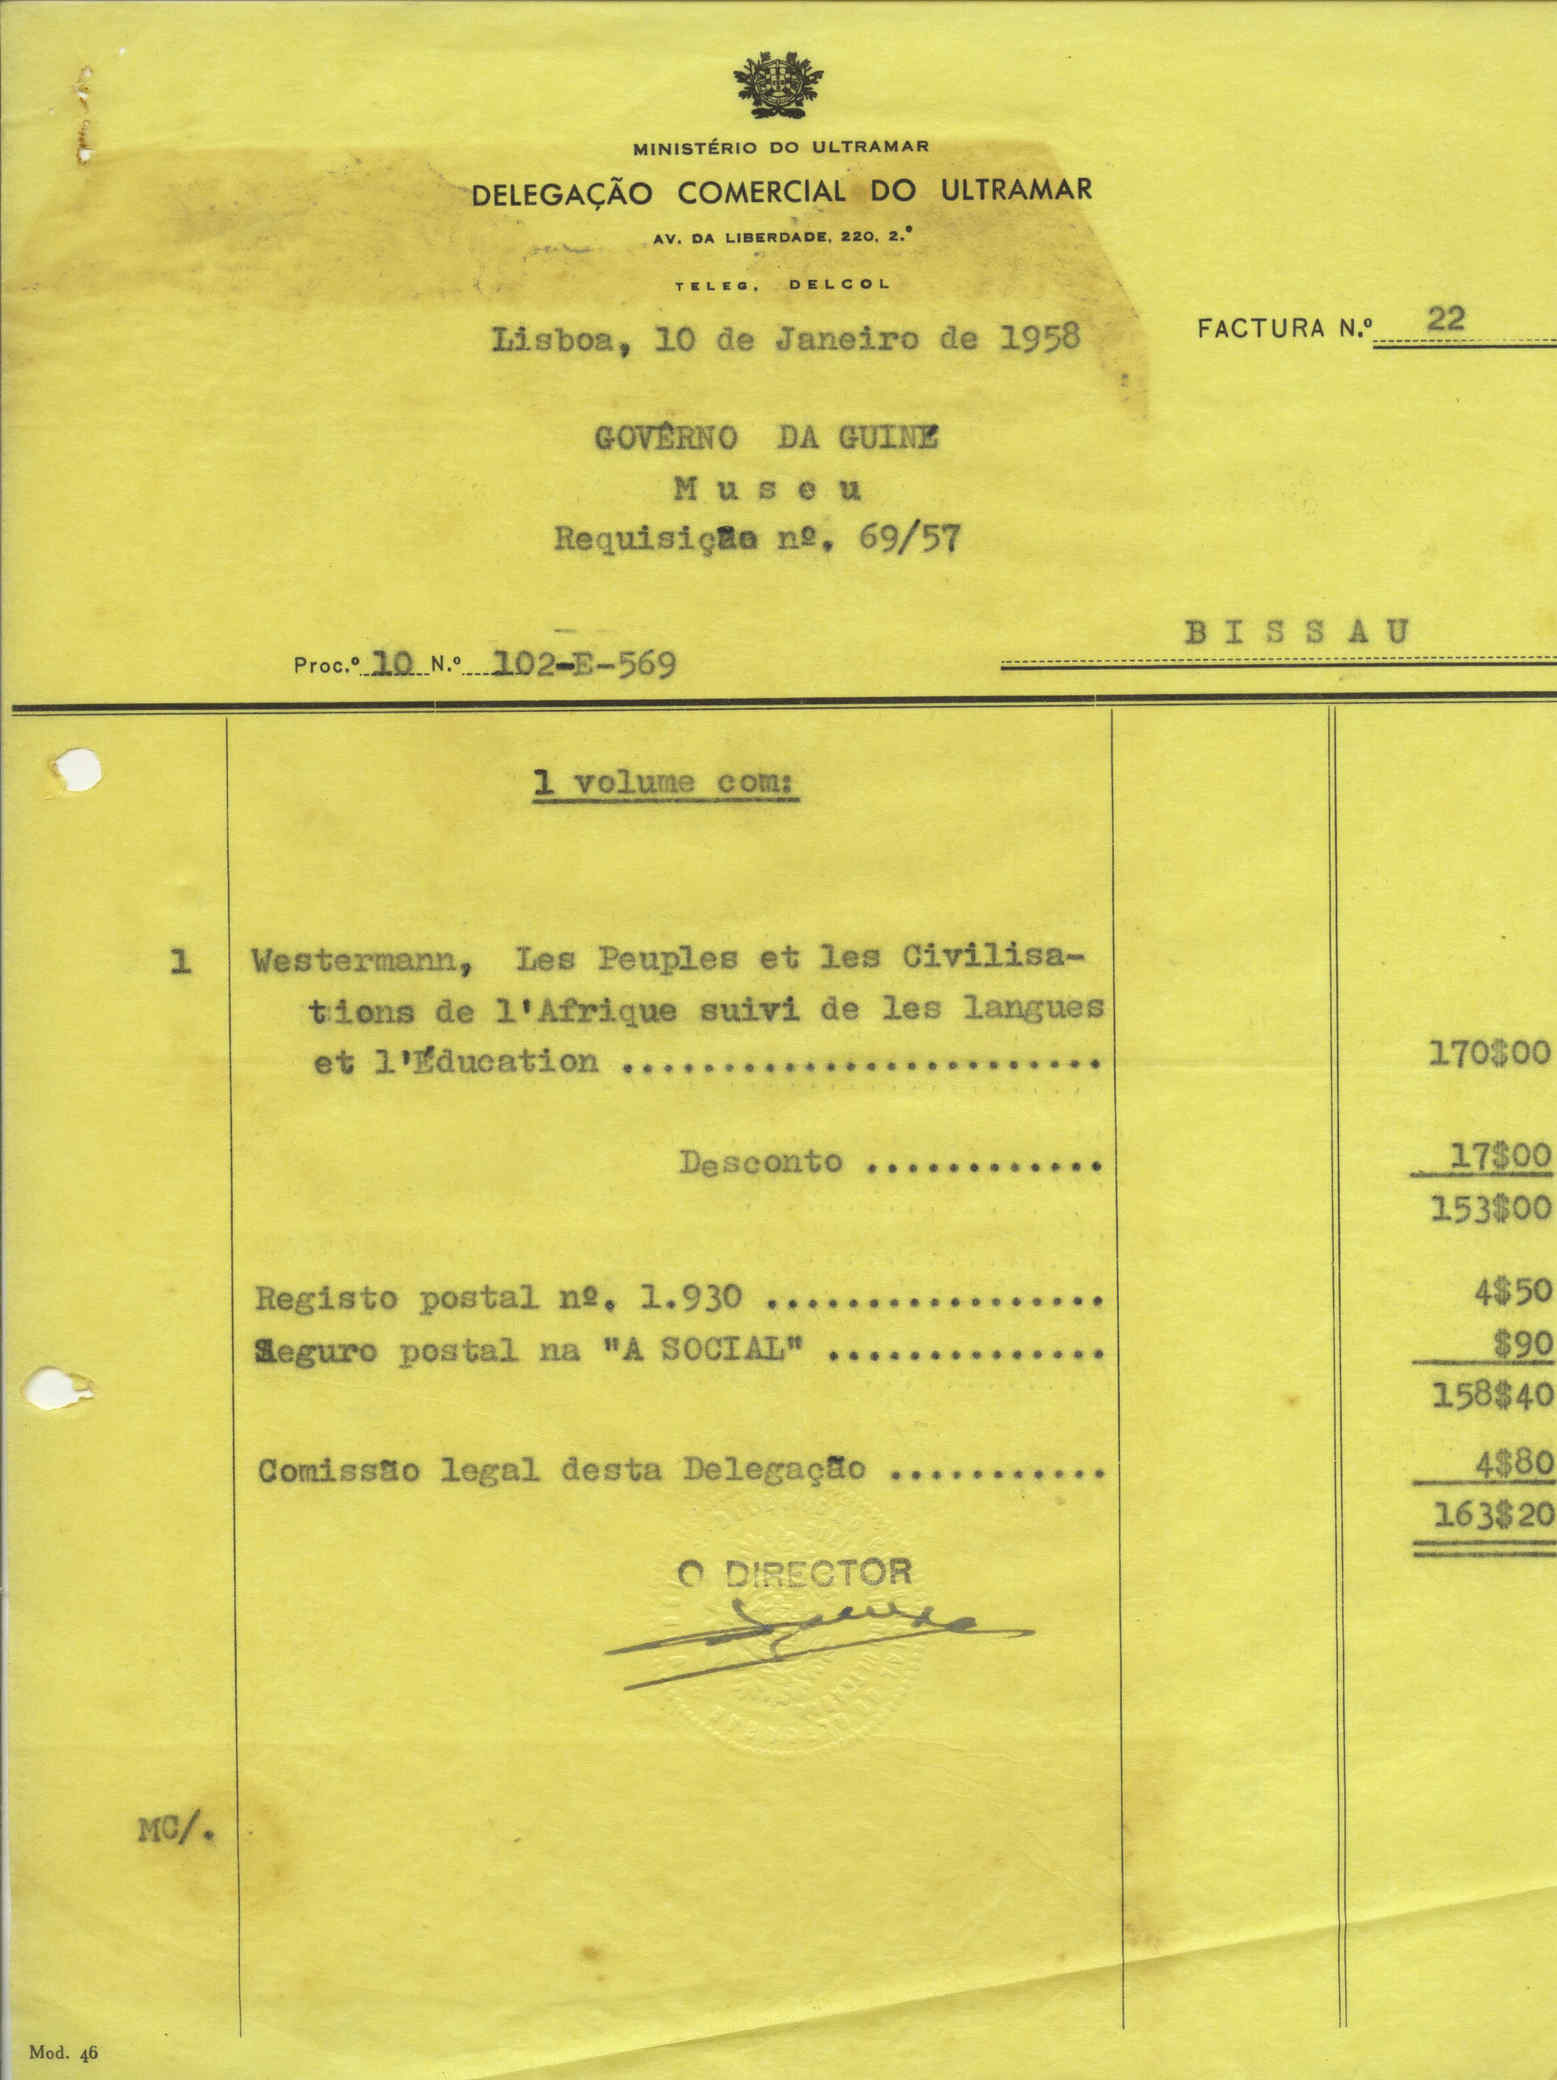 MINISTÉRIO DO ULTRAMAR
DELEGAÇÃO COMERCIAL DO ULTRAMAR
AV. DA LIBERDADE, 220, 2.º
TELEG. DELCOL
Lisboa, 10 de Janeiro de 1958
FACTURA N.º 22
GOVÊRNO DA GUINÉ
Museu
Requisição nº. 69/57
BISSAU
Proc.º 10 N.º 102-E-569
1 volume com:
1 Westermann, Les Peuples et les Civilisa-
tions de l'Afrique suivi de les langues
et l'Éducation ........................ 170$00
Desconto ............ 17$00
153$00
Registo postal nº. 1.930 ................. 4$50
Seguro postal na "A SOCIAL" .............. $90
158$40
Comissão legal desta Delegação ........... 4$80
163$20
O DIRECTOR
MC/.
Mod. 46